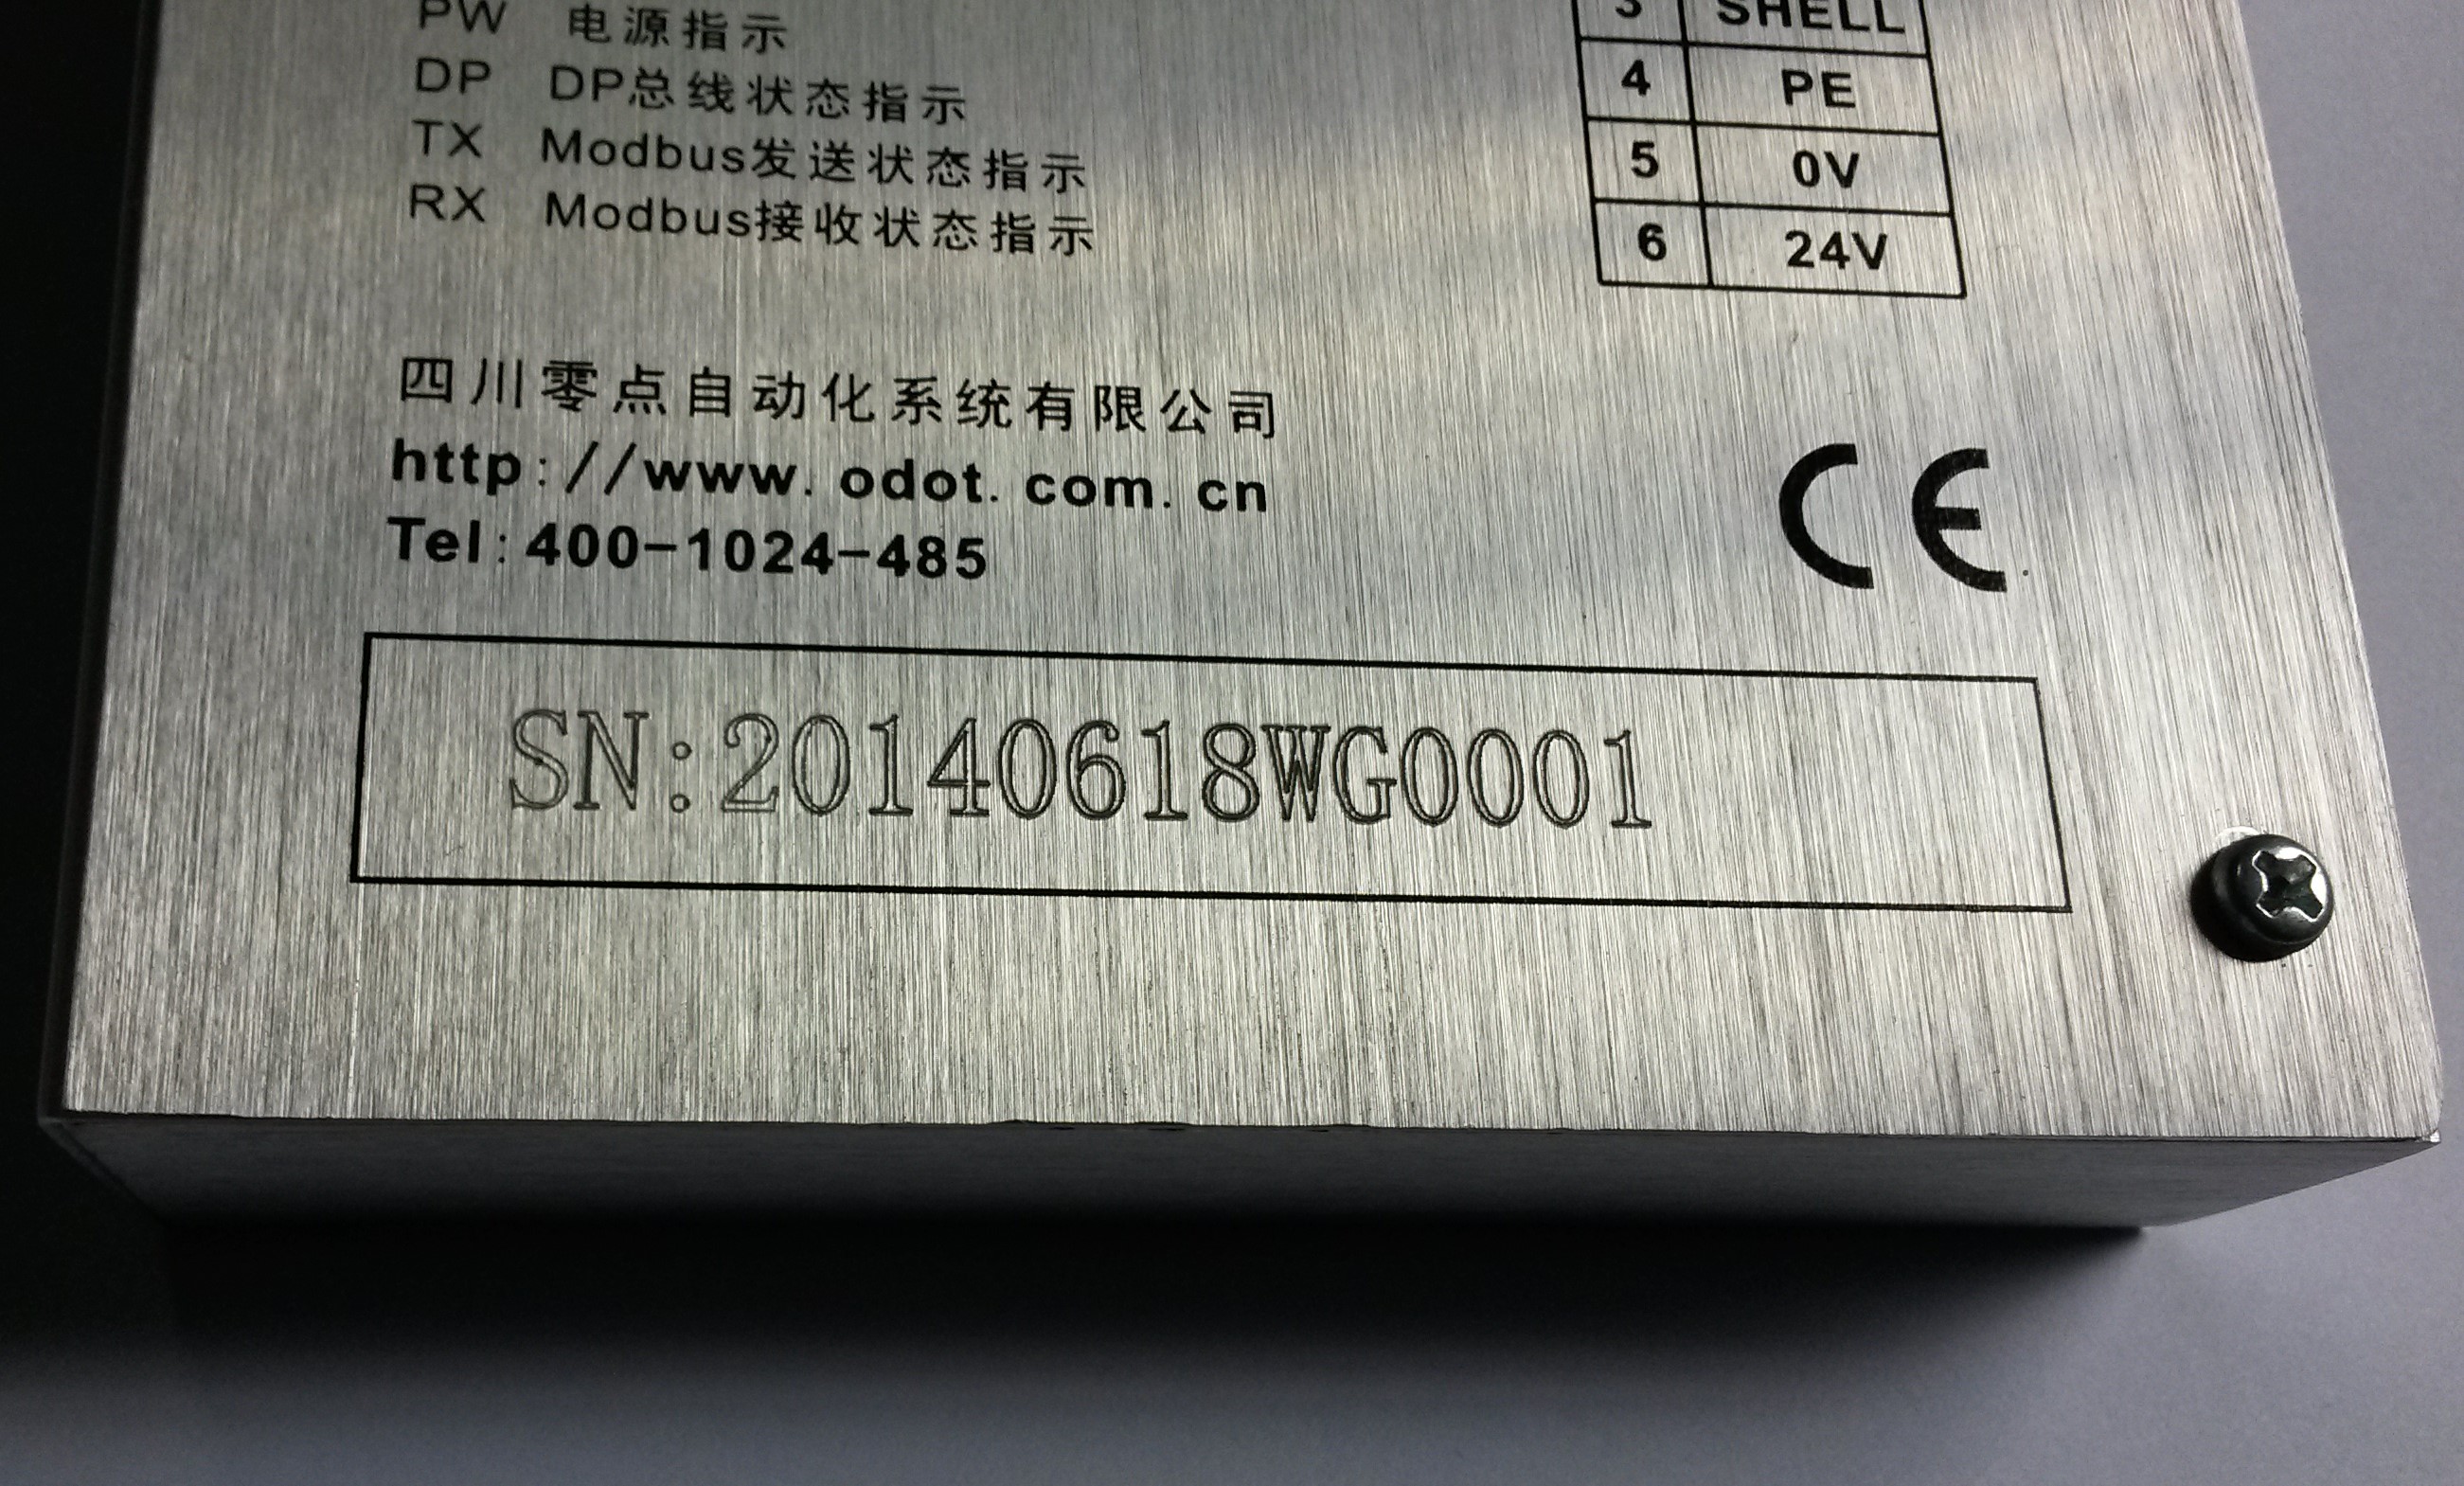 PW 电源指示
DP DP总线状态指示
TX Modbus发送状态指示
RX Modbus接收状态指示
3 SHELL
4 PE
5 0V
6 24V
四川零点自动化系统有限公司
http://www.odot.com.cn
Tel:400-1024-485
CE
SN:20140618WG0001